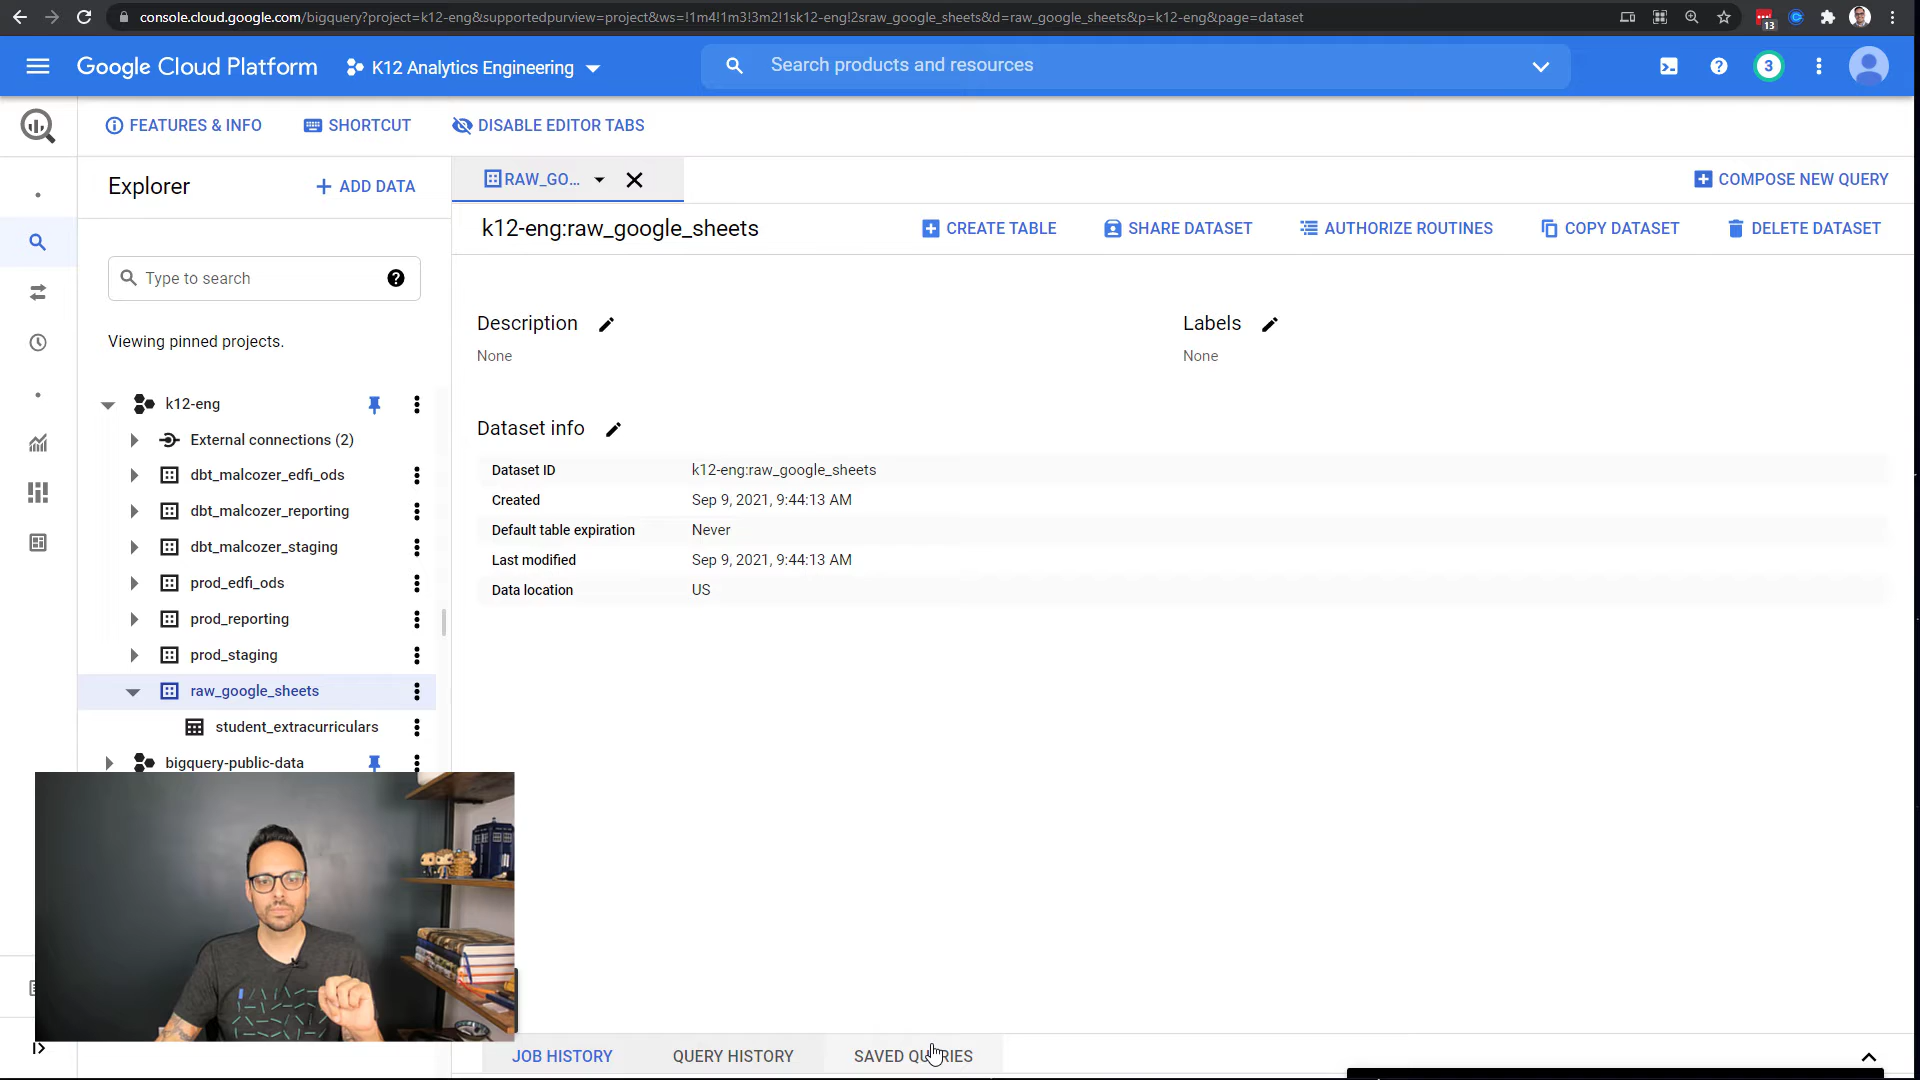 console.cloud.google.com/bigquery?project=k12-eng&supportedpurview=project&ws=!1m4!1m3!3m2!1sk12-eng!2sraw_google_sheets&d=raw_google_sheets&p=k12-eng&page=dataset
13
Google Cloud Platform
K12 Analytics Engineering
Search products and resources
3
FEATURES & INFO
SHORTCUT
DISABLE EDITOR TABS
Explorer
ADD DATA
RAW_GO...
COMPOSE NEW QUERY
k12-eng:raw_google_sheets
CREATE TABLE
SHARE DATASET
AUTHORIZE ROUTINES
COPY DATASET
DELETE DATASET
Type to search
Viewing pinned projects.
k12-eng
External connections (2)
dbt_malcozer_edfi_ods
dbt_malcozer_reporting
dbt_malcozer_staging
prod_edfi_ods
prod_reporting
prod_staging
raw_google_sheets
student_extracurriculars
bigquery-public-data
Description
None
Labels
None
Dataset info
Dataset ID k12-eng:raw_google_sheets
Created Sep 9, 2021, 9:44:13 AM
Default table expiration Never
Last modified Sep 9, 2021, 9:44:13 AM
Data location US
JOB HISTORY
QUERY HISTORY
SAVED QUERIES